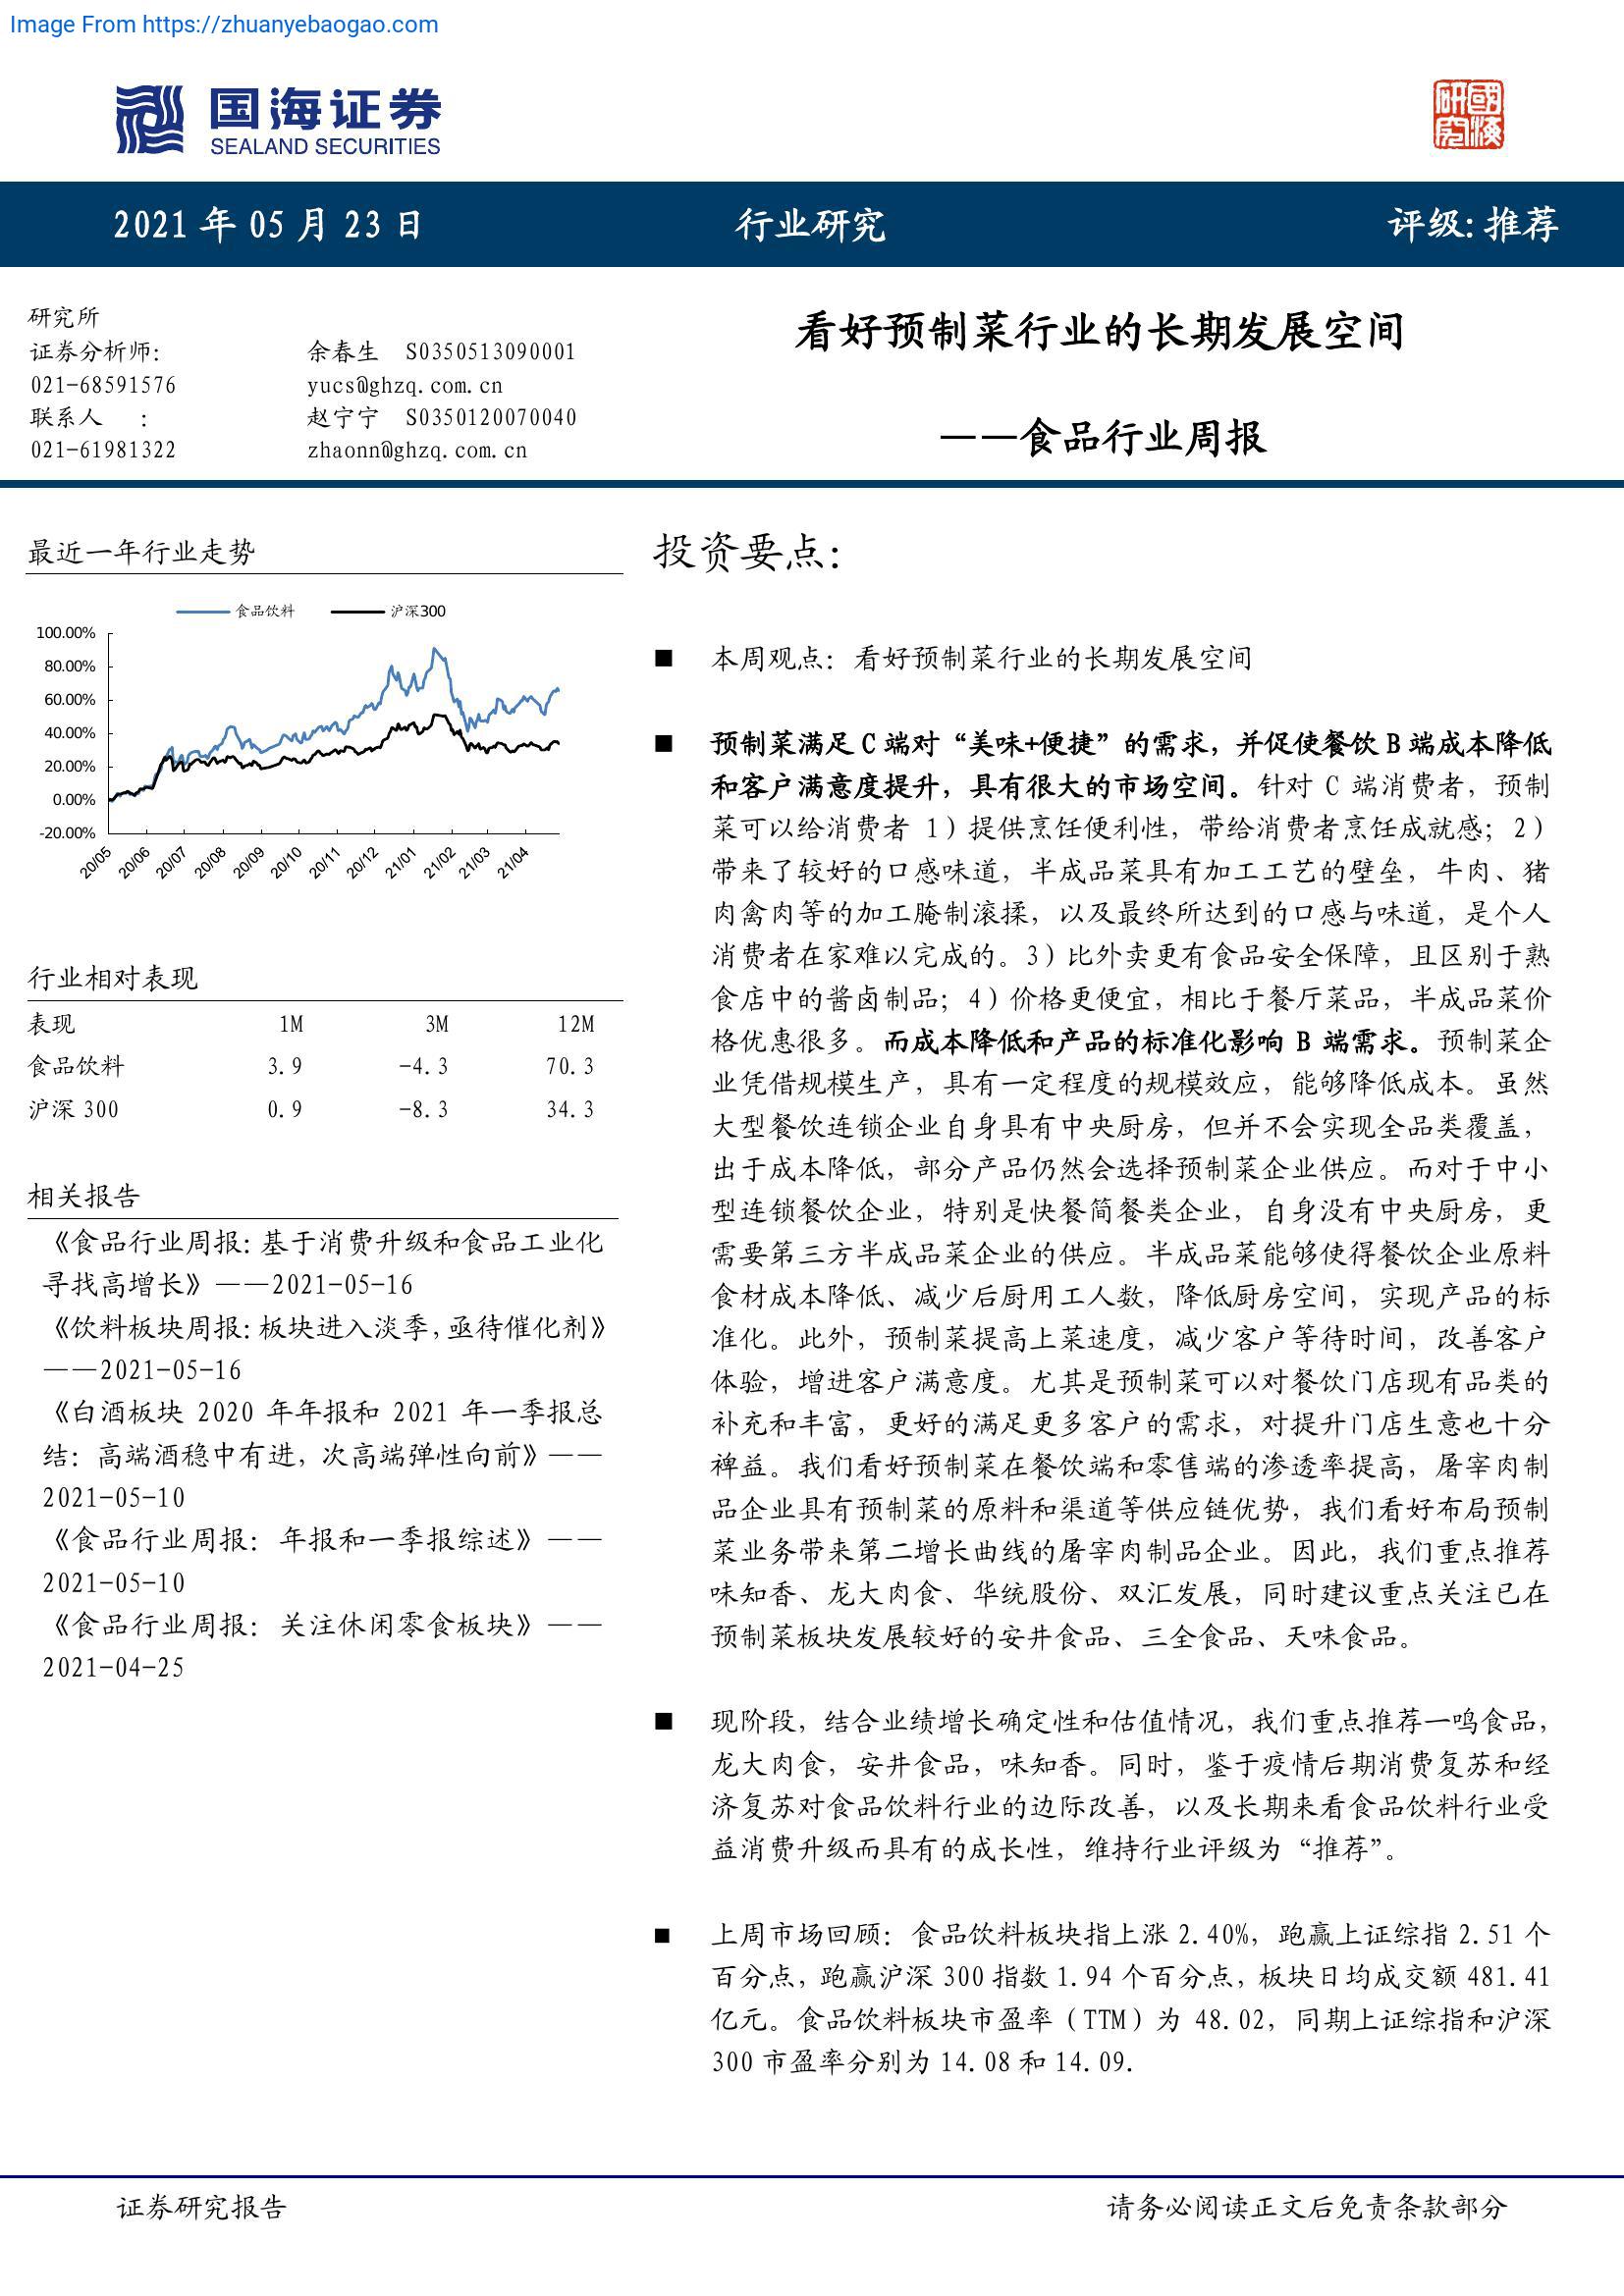 Image From https://zhuanyebaogao.com
国海证券
SEALAND SECURITIES
研國
究海
2021 年 05 月 23 日
行业研究
评级:推荐
研究所
证券分析师: 余春生 S0350513090001
021-68591576 yucs@ghzq.com.cn
联系人 : 赵宁宁 S0350120070040
021-61981322 zhaonn@ghzq.com.cn
看好预制菜行业的长期发展空间
——食品行业周报
最近一年行业走势
食品饮料 沪深300
100.00%
80.00%
60.00%
40.00%
20.00%
0.00%
-20.00%
20/05 20/06 20/07 20/08 20/09 20/10 20/11 20/12 21/01 21/02 21/03 21/04
行业相对表现
表现 1M 3M 12M
食品饮料 3.9 -4.3 70.3
沪深 300 0.9 -8.3 34.3
相关报告
《食品行业周报:基于消费升级和食品工业化
寻找高增长》——2021-05-16
《饮料板块周报:板块进入淡季,亟待催化剂》
——2021-05-16
《白酒板块 2020 年年报和 2021 年一季报总
结：高端酒稳中有进，次高端弹性向前》——
2021-05-10
《食品行业周报：年报和一季报综述》——
2021-05-10
《食品行业周报：关注休闲零食板块》——
2021-04-25
投资要点：
■ 本周观点：看好预制菜行业的长期发展空间
■ 预制菜满足 C 端对“美味+便捷”的需求，并促使餐饮 B 端成本降低
和客户满意度提升，具有很大的市场空间。针对 C 端消费者，预制
菜可以给消费者 1）提供烹饪便利性，带给消费者烹饪成就感；2）
带来了较好的口感味道，半成品菜具有加工工艺的壁垒，牛肉、猪
肉禽肉等的加工腌制滚揉，以及最终所达到的口感与味道，是个人
消费者在家难以完成的。3）比外卖更有食品安全保障，且区别于熟
食店中的酱卤制品；4）价格更便宜，相比于餐厅菜品，半成品菜价
格优惠很多。而成本降低和产品的标准化影响 B 端需求。预制菜企
业凭借规模生产，具有一定程度的规模效应，能够降低成本。虽然
大型餐饮连锁企业自身具有中央厨房，但并不会实现全品类覆盖，
出于成本降低，部分产品仍然会选择预制菜企业供应。而对于中小
型连锁餐饮企业，特别是快餐简餐类企业，自身没有中央厨房，更
需要第三方半成品菜企业的供应。半成品菜能够使得餐饮企业原料
食材成本降低、减少后厨用工人数，降低厨房空间，实现产品的标
准化。此外，预制菜提高上菜速度，减少客户等待时间，改善客户
体验，增进客户满意度。尤其是预制菜可以对餐饮门店现有品类的
补充和丰富，更好的满足更多客户的需求，对提升门店生意也十分
裨益。我们看好预制菜在餐饮端和零售端的渗透率提高，屠宰肉制
品企业具有预制菜的原料和渠道等供应链优势，我们看好布局预制
菜业务带来第二增长曲线的屠宰肉制品企业。因此，我们重点推荐
味知香、龙大肉食、华统股份、双汇发展，同时建议重点关注已在
预制菜板块发展较好的安井食品、三全食品、天味食品。
■ 现阶段，结合业绩增长确定性和估值情况，我们重点推荐一鸣食品，
龙大肉食，安井食品，味知香。同时，鉴于疫情后期消费复苏和经
济复苏对食品饮料行业的边际改善，以及长期来看食品饮料行业受
益消费升级而具有的成长性，维持行业评级为“推荐”。
■ 上周市场回顾：食品饮料板块指上涨 2.40%，跑赢上证综指 2.51 个
百分点，跑赢沪深 300 指数 1.94 个百分点，板块日均成交额 481.41
亿元。食品饮料板块市盈率（TTM）为 48.02，同期上证综指和沪深
300 市盈率分别为 14.08 和 14.09.
证券研究报告
请务必阅读正文后免责条款部分